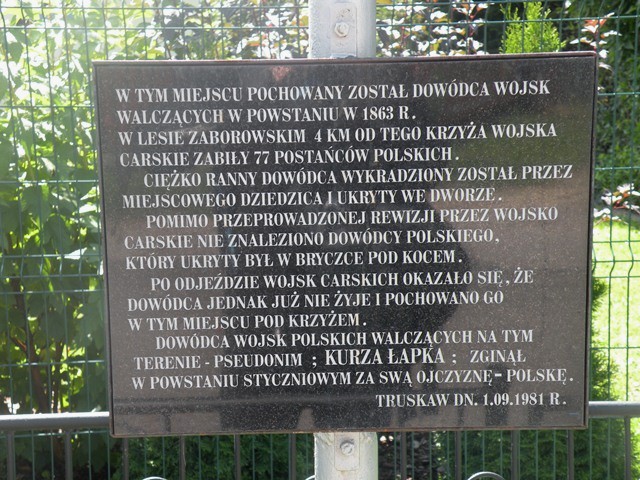 W TYM MIEJSCU POCHOWANY ZOSTAŁ DOWÓDCA WOJSK
WALCZĄCYCH W POWSTANIU W 1863 R.
W LESIE ZABOROWSKIM 4 KM OD TEGO KRZYŻA WOJSKA
CARSKIE ZABIŁY 77 POSTAŃCÓW POLSKICH.
CIĘŻKO RANNY DOWÓDCA WYKRADZIONY ZOSTAŁ PRZEZ
MIEJSCOWEGO DZIEDZICA I UKRYTY WE DWORZE.
POMIMO PRZEPROWADZONEJ REWIZJI PRZEZ WOJSKO
CARSKIE NIE ZNALEZIONO DOWÓDCY POLSKIEGO,
KTÓRY UKRYTY BYŁ W BRYCZCE POD KOCEM.
PO ODJEŹDZIE WOJSK CARSKICH OKAZAŁO SIĘ, ŻE
DOWÓDCA JEDNAK JUŻ NIE ŻYJE I POCHOWANO GO
W TYM MIEJSCU POD KRZYŻEM.
DOWÓDCA WOJSK POLSKICH WALCZĄCYCH NA TYM
TERENIE - PSEUDONIM ; KURZA ŁAPKA ; ZGINĄŁ
W POWSTANIU STYCZNIOWYM ZA SWĄ OJCZYZNĘ - POLSKĘ.
TRUSKAW DN. 1.09.1981 R.